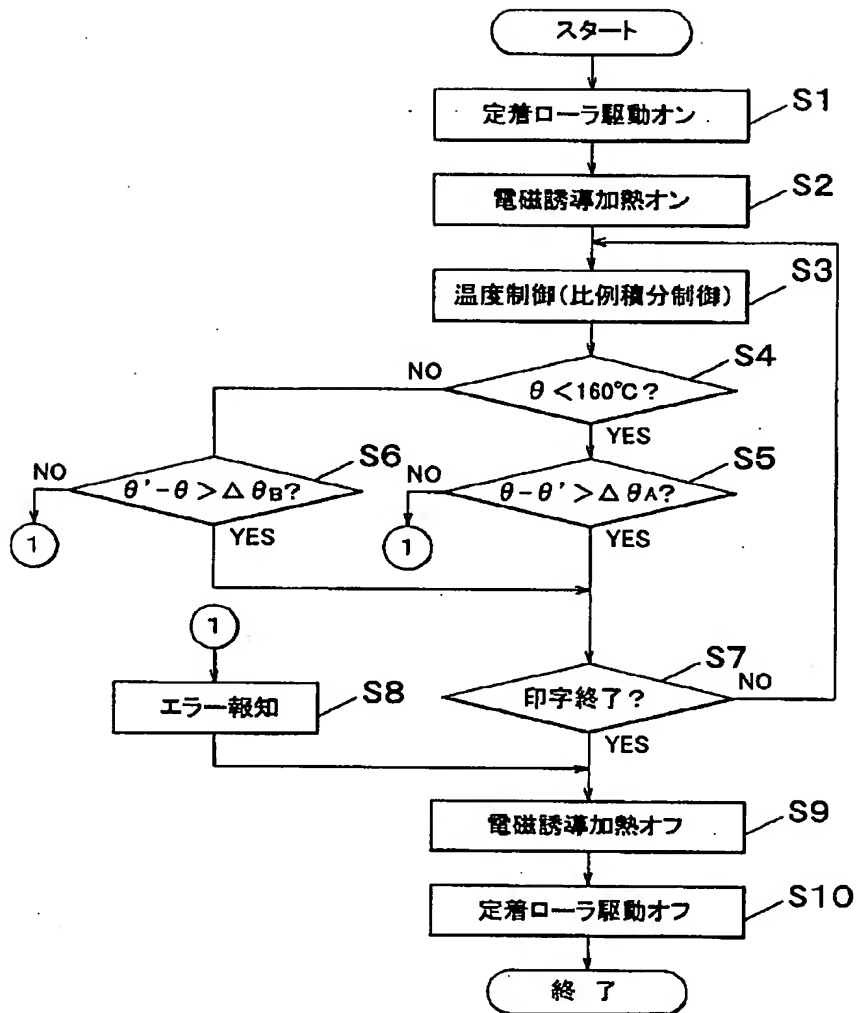 スタート
定着ローラ駆動オン
S1
電磁誘導加熱オン
S2
温度制御(比例積分制御)
S3
θ<160℃?
S4
NO
YES
θ'-θ>△θB?
S6
NO
YES
1
θ-θ'>△θA?
S5
NO
YES
1
1
エラー報知
S8
印字終了?
S7
NO
YES
電磁誘導加熱オフ
S9
定着ローラ駆動オフ
S10
終了